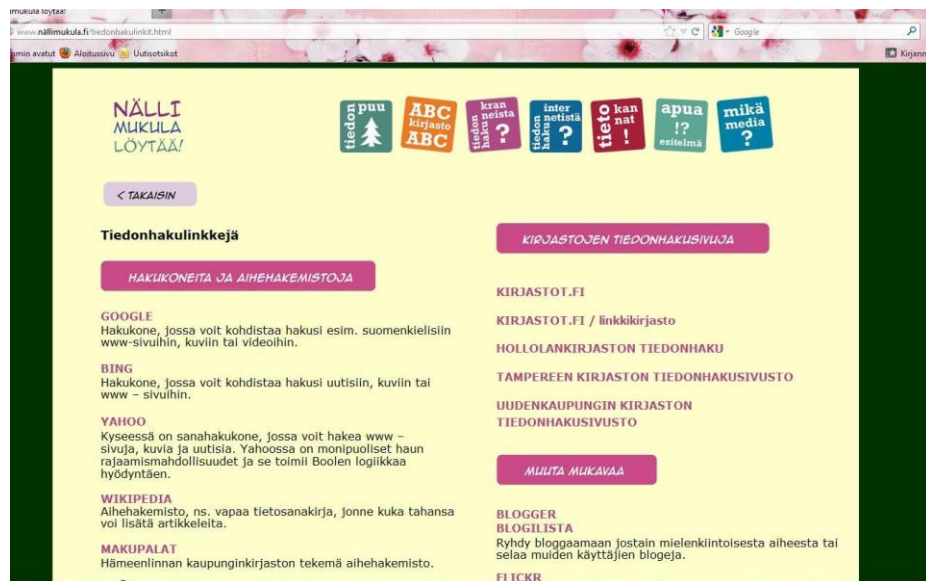 mukula löytää!
www.nallimukula.fi/tiedonhakulinkit.html
Google
min avatut
Aloitussivu
Uutisotsikot
Kirjanm
NÄLLI
MUKULA
LÖYTÄÄ!
tiedon puu
ABC
kirjasto
ABC
tiedon haku kran neista ?
tiedon haku inter netistä ?
tieto kan nat !
apua
!?
esitelmä
mikä
media
?
< TAKAISIN
Tiedonhakulinkkejä
HAKUKONEITA JA AIHEHAKEMISTOJA
GOOGLE
Hakukone, jossa voit kohdistaa hakusi esim. suomenkielisiin
www-sivuihin, kuviin tai videoihin.
BING
Hakukone, jossa voit kohdistaa hakusi uutisiin, kuviin tai
www – sivuihin.
YAHOO
Kyseessä on sanahakukone, jossa voit hakea www –
sivuja, kuvia ja uutisia. Yahoossa on monipuoliset haun
rajaamismahdollisuudet ja se toimii Boolen logiikkaa
hyödyntäen.
WIKIPEDIA
Aihehakemisto, ns. vapaa tietosanakirja, jonne kuka tahansa
voi lisätä artikkeleita.
MAKUPALAT
Hämeenlinnan kaupunginkirjaston tekemä aihehakemisto.
KIRJASTOJEN TIEDONHAKUSIVUJA
KIRJASTOT.FI
KIRJASTOT.FI / linkkikirjasto
HOLLOLANKIRJASTON TIEDONHAKU
TAMPEREEN KIRJASTON TIEDONHAKUSIVUSTO
UUDENKAUPUNGIN KIRJASTON
TIEDONHAKUSIVUSTO
MUUTA MUKAVAA
BLOGGER
BLOGILISTA
Ryhdy bloggaamaan jostain mielenkiintoisesta aiheesta tai
selaa muiden käyttäjien blogeja.
FLICKR